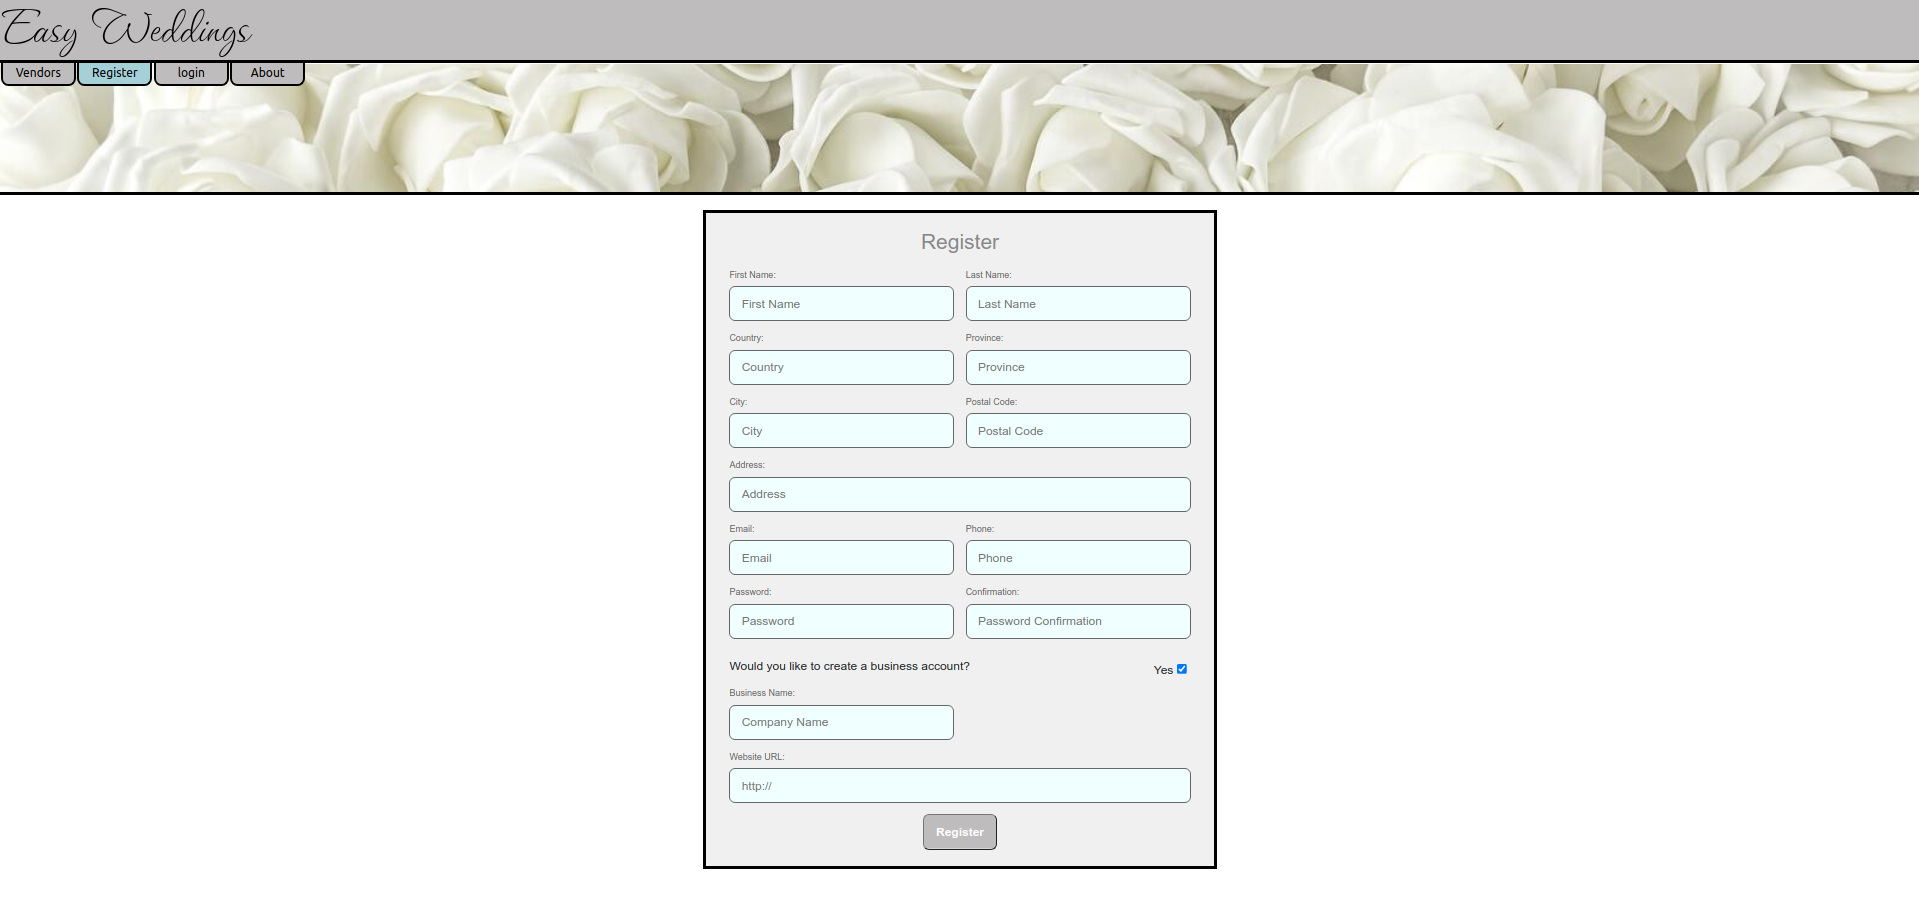 Easy Weddings
Vendors Register login About
Register
First Name: Last Name:
First Name Last Name
Country: Province:
Country Province
City: Postal Code:
City Postal Code
Address:
Address
Email: Phone:
Email Phone
Password: Confirmation:
Password Password Confirmation
Would you like to create a business account? Yes
Business Name:
Company Name
Website URL:
http://
Register